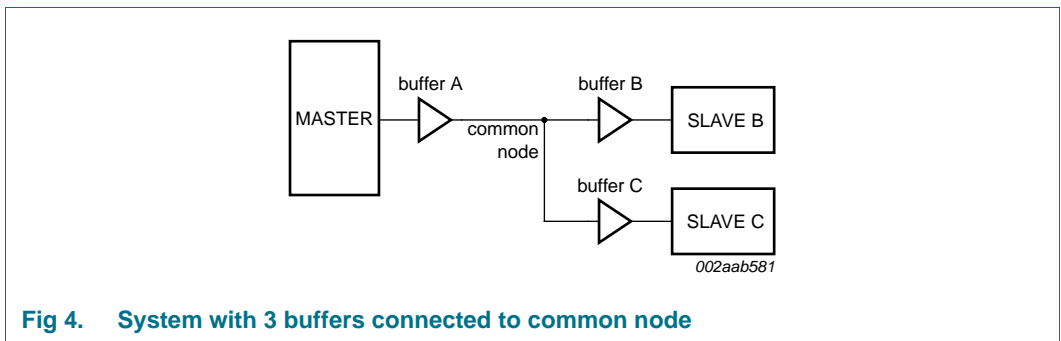 buffer A
buffer B
MASTER
SLAVE B
common
node
buffer C
SLAVE C
002aab581
Fig 4. System with 3 buffers connected to common node